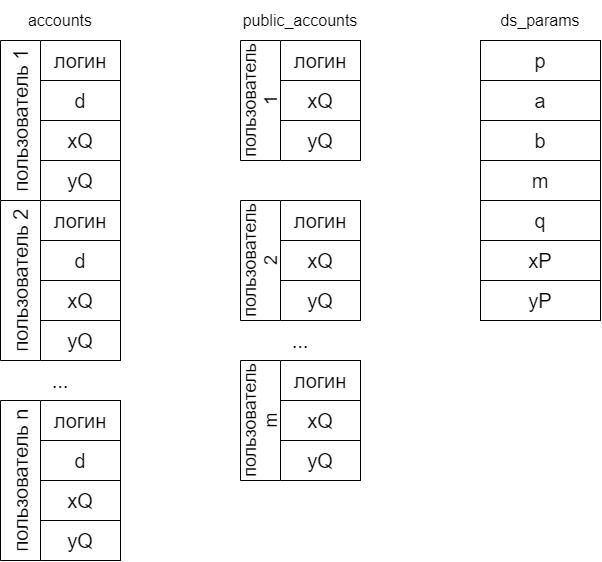 accounts
пользователь 1
логин
d
xQ
yQ
пользователь 2
логин
d
xQ
yQ
...
пользователь n
логин
d
xQ
yQ
public_accounts
пользователь
1
логин
xQ
yQ
пользователь
2
логин
xQ
yQ
...
пользователь
m
логин
xQ
yQ
ds_params
p
a
b
m
q
xP
yP